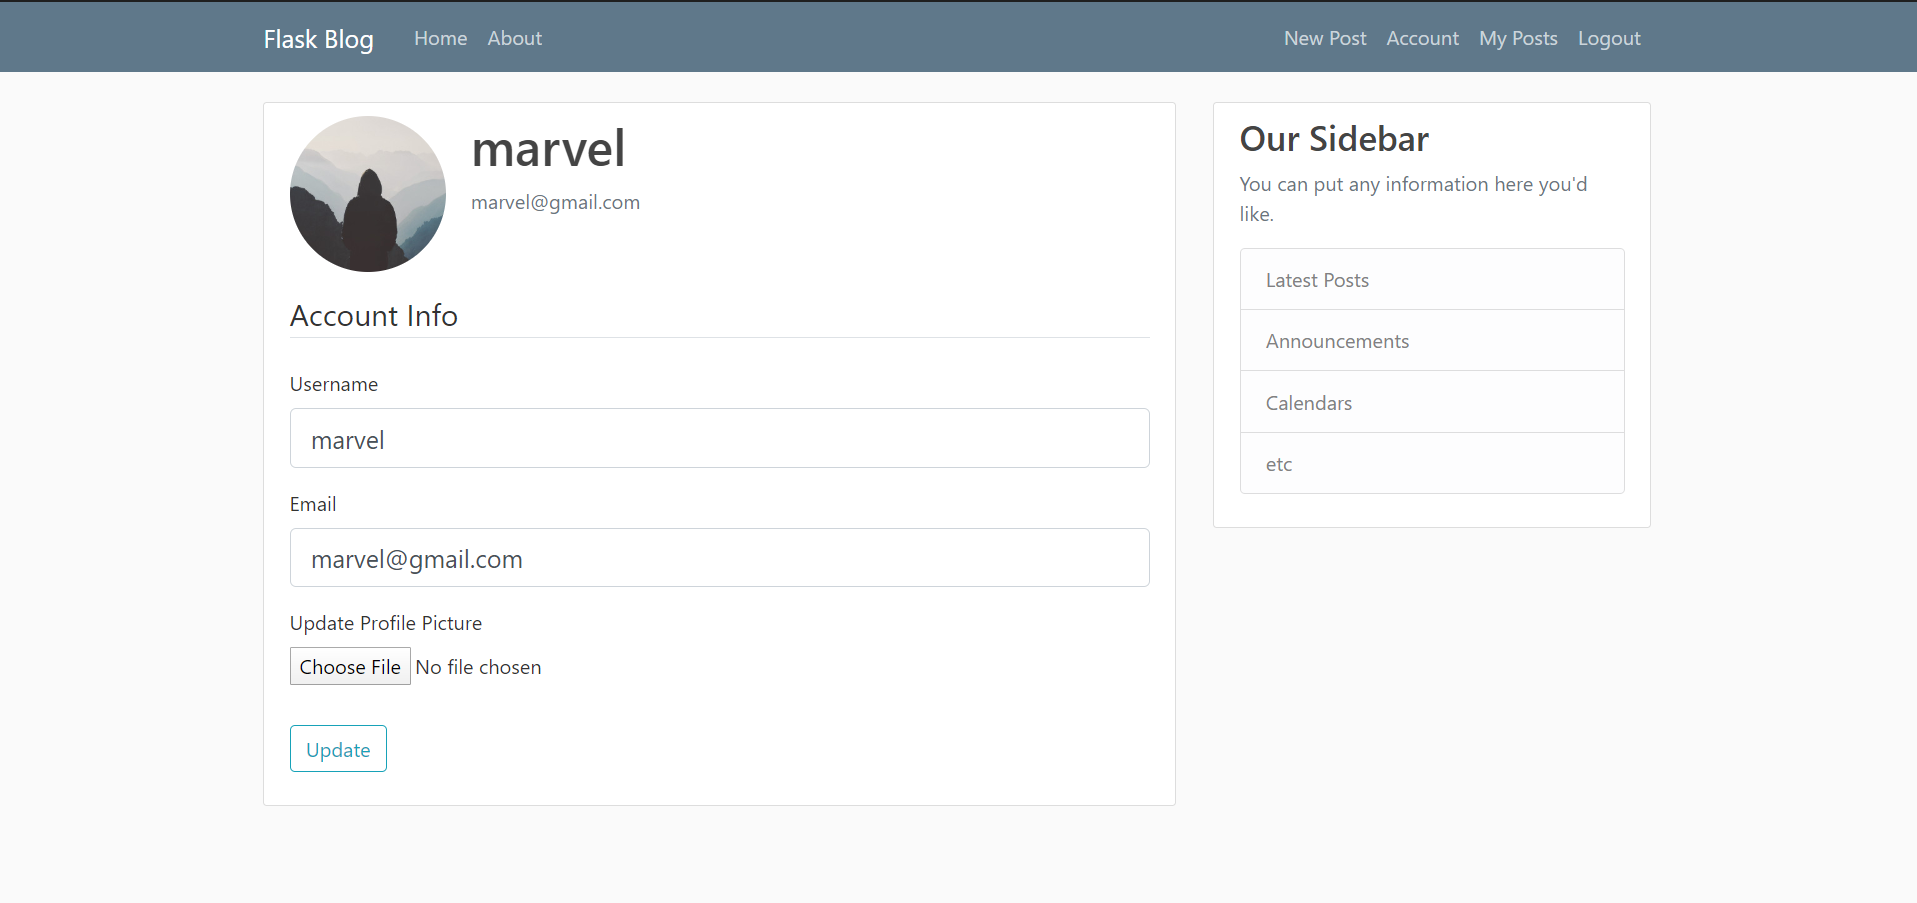 Flask Blog Home About New Post Account My Posts Logout
marvel
marvel@gmail.com
Account Info
Username
marvel
Email
marvel@gmail.com
Update Profile Picture
Choose File No file chosen
Update
Our Sidebar
You can put any information here you'd
like.
Latest Posts
Announcements
Calendars
etc